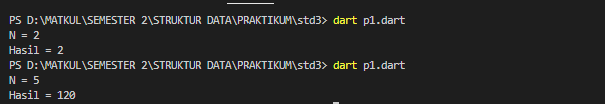 PS D:\MATKUL\SEMESTER 2\STRUKTUR DATA\PRAKTIKUM\std3> dart p1.dart
N = 2
Hasil = 2
PS D:\MATKUL\SEMESTER 2\STRUKTUR DATA\PRAKTIKUM\std3> dart p1.dart
N = 5
Hasil = 120